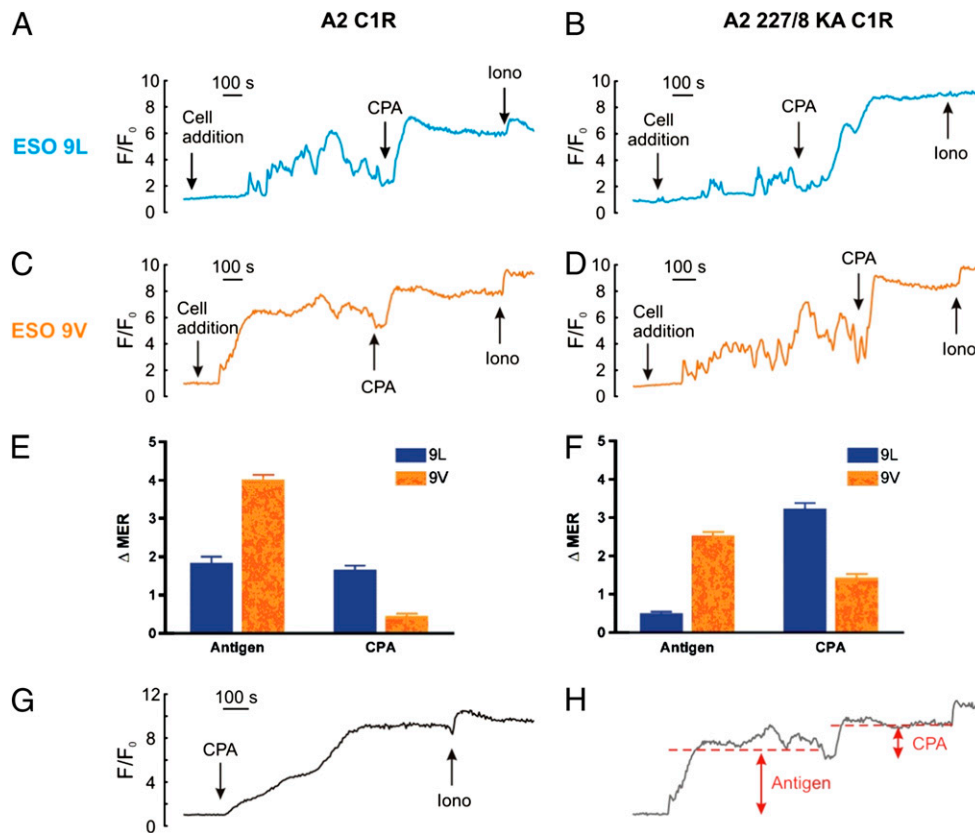 A
A2 C1R
B
A2 227/8 KA C1R
ESO 9L
F/F0
10
8
6
4
2
0
100 s
Cell
addition
CPA
Iono
F/F0
10
8
6
4
2
0
100 s
Cell
addition
CPA
Iono
C
D
ESO 9V
F/F0
10
8
6
4
2
0
100 s
Cell
addition
CPA
Iono
F/F0
10
8
6
4
2
0
100 s
Cell
addition
CPA
Iono
E
Δ MER
5
4
3
2
1
0
9L
9V
Antigen
CPA
F
Δ MER
5
4
3
2
1
0
9L
9V
Antigen
CPA
G
F/F0
12
8
4
0
100 s
CPA
Iono
H
Antigen
CPA